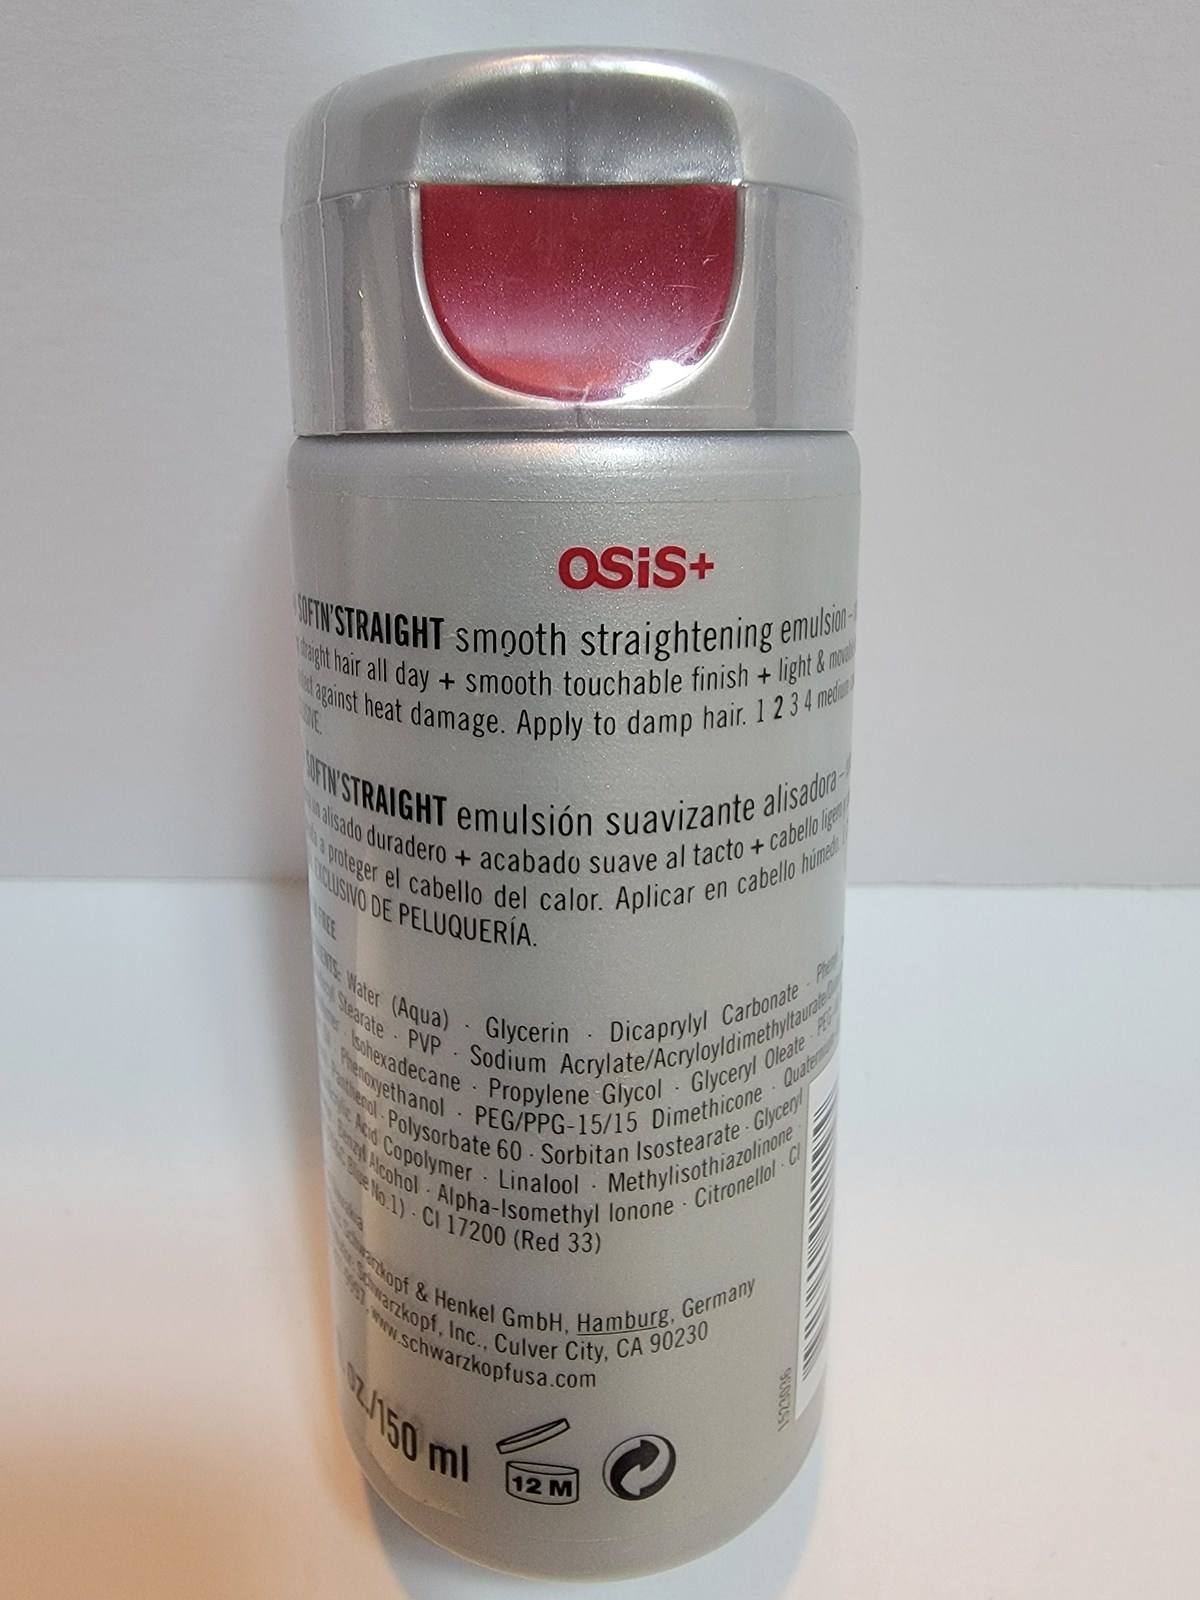 OSiS+
SOFTN'STRAIGHT smooth straightening emulsion –
straight hair all day + smooth touchable finish + light &
against heat damage. Apply to damp hair. 1 2 3 4 medium
SOFTN'STRAIGHT emulsión suavizante alisadora –
un alisado duradero + acabado suave al tacto + cabello
a proteger el cabello del calor. Aplicar en cabello húmedo.
EXCLUSIVO DE PELUQUERÍA.
FREE
Water (Aqua) · Glycerin · Dicaprylyl Carbonate ·
Stearate · PVP · Sodium Acrylate/Acryloyldimethyltaurate/
· Isohexadecane · Propylene Glycol · Glyceryl Oleate ·
Phenoxyethanol · PEG/PPG-15/15 Dimethicone ·
Panthenol · Polysorbate 60 · Sorbitan Isostearate · Glyceryl
Acid Copolymer · Linalool · Methylisothiazolinone ·
Benzyl Alcohol · Alpha-Isomethyl Ionone · Citronellol · CI
Blue No.1) · CI 17200 (Red 33)
Schwarzkopf & Henkel GmbH, Hamburg, Germany
Schwarzkopf, Inc., Culver City, CA 90230
www.schwarzkopfusa.com
oz./150 ml
12 M
1523036